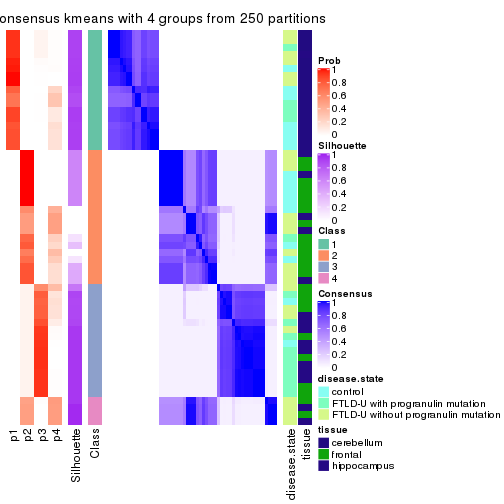 onsensus kmeans with 4 groups from 250 partitions
Prob
1
0.8
0.6
0.4
0.2
0
Silhouette
1
0.8
0.6
0.4
0.2
0
Class
1
2
3
4
Consensus
1
0.8
0.6
0.4
0.2
0
disease.state
control
FTLD-U with progranulin mutation
FTLD-U without progranulin mutation
tissue
cerebellum
frontal
hippocampus
p1
p2
p3
p4
Silhouette
Class
disease.state
tissue